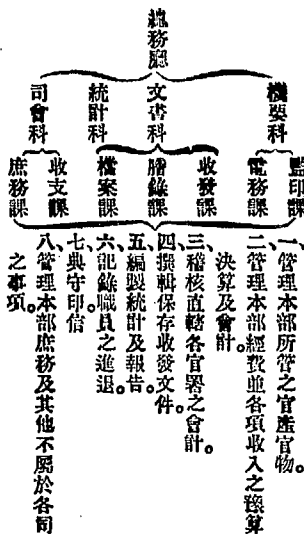 總務廳
機要科
文書科
統計科
司會科
監印課
電務課
收發課
謄錄課
檔案課
收支課
庶務課
一、管理本部所管之官產官物。
二、管理本部經費並各項收入之豫算
決算及會計。
三、稽核直轄各官署之會計。
四、撰輯保存收發文件。
五、編製統計及報告。
六、記錄職員之進退。
七、典守印信
八、管理本部庶務及其他不屬於各司
之事項。